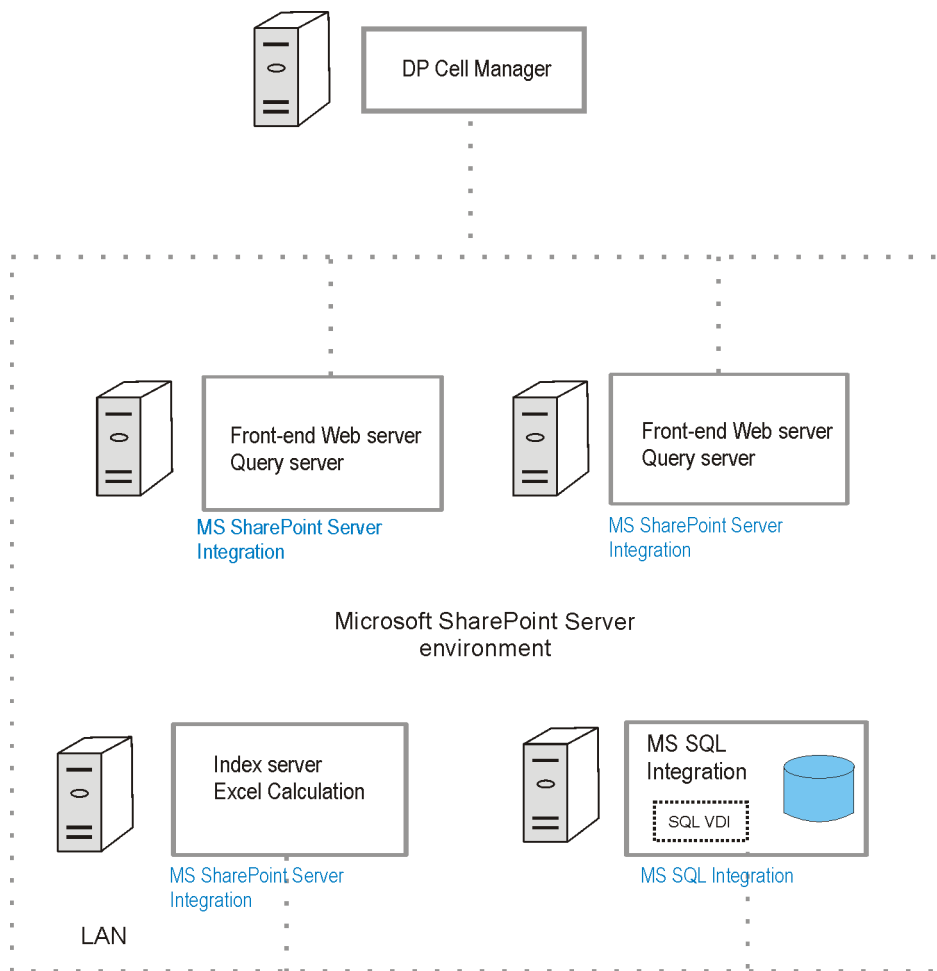 DP Cell Manager
Front-end Web server
Query server
MS SharePoint Server
Integration
Front-end Web server
Query server
MS SharePoint Server
Integration
Microsoft SharePoint Server
environment
Index server
Excel Calculation
MS SharePoint Server
Integration
MS SQL
Integration
SQL VDI
MS SQL Integration
LAN